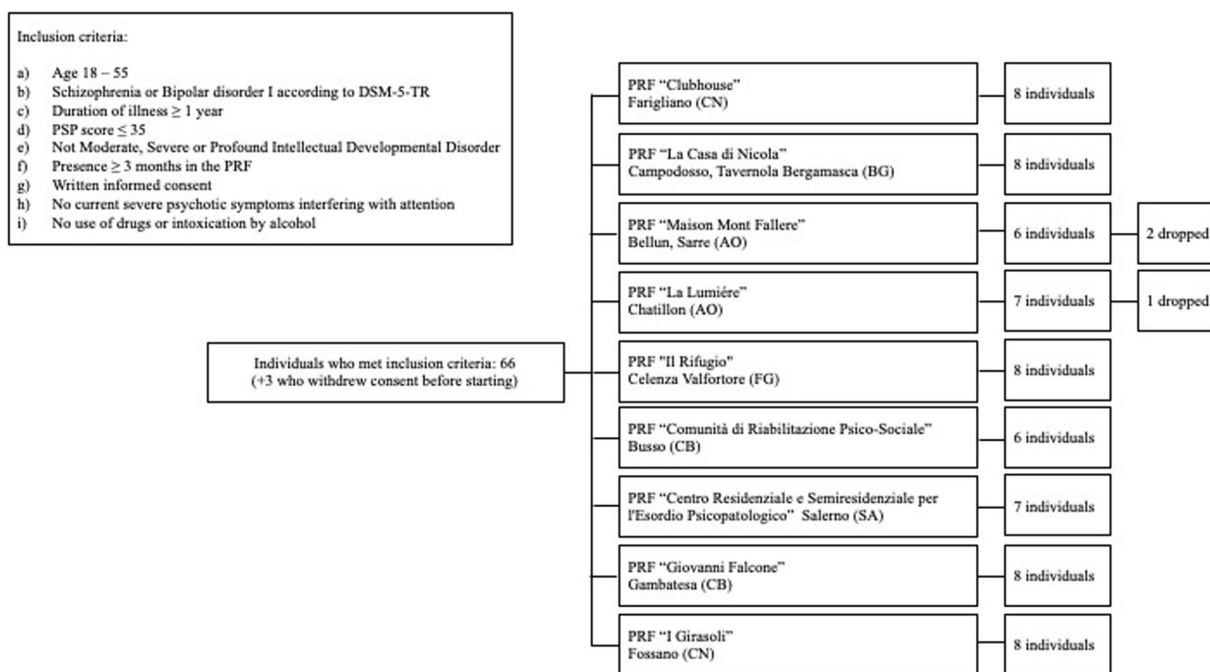 Inclusion criteria:
a) Age 18 – 55
b) Schizophrenia or Bipolar disorder I according to DSM-5-TR
c) Duration of illness ≥ 1 year
d) PSP score ≤ 35
e) Not Moderate, Severe or Profound Intellectual Developmental Disorder
f) Presence ≥ 3 months in the PRF
g) Written informed consent
h) No current severe psychotic symptoms interfering with attention
i) No use of drugs or intoxication by alcohol
Individuals who met inclusion criteria: 66
(+3 who withdrew consent before starting)
PRF “Clubhouse”
Farigliano (CN)
8 individuals
PRF “La Casa di Nicola”
Campodosso, Tavernola Bergamasca (BG)
8 individuals
PRF “Maison Mont Fallere”
Bellun, Sarre (AO)
6 individuals
2 dropped
PRF “La Lumiére”
Chatillon (AO)
7 individuals
1 dropped
PRF "Il Rifugio"
Celenza Valfortore (FG)
8 individuals
PRF “Comunità di Riabilitazione Psico-Sociale”
Busso (CB)
6 individuals
PRF “Centro Residenziale e Semiresidenziale per
l'Esordio Psicopatologico” Salerno (SA)
7 individuals
PRF “Giovanni Falcone”
Gambatesa (CB)
8 individuals
PRF “I Girasoli”
Fossano (CN)
8 individuals